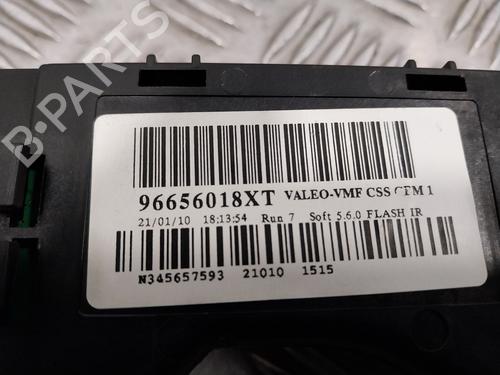 B-PARTS
96656018XT VALEO-VMF CSS CTM 1
21/01/10 18:13:54 Run 7 Soft 5.6.0 FLASH IR
N345657593 21010 1515